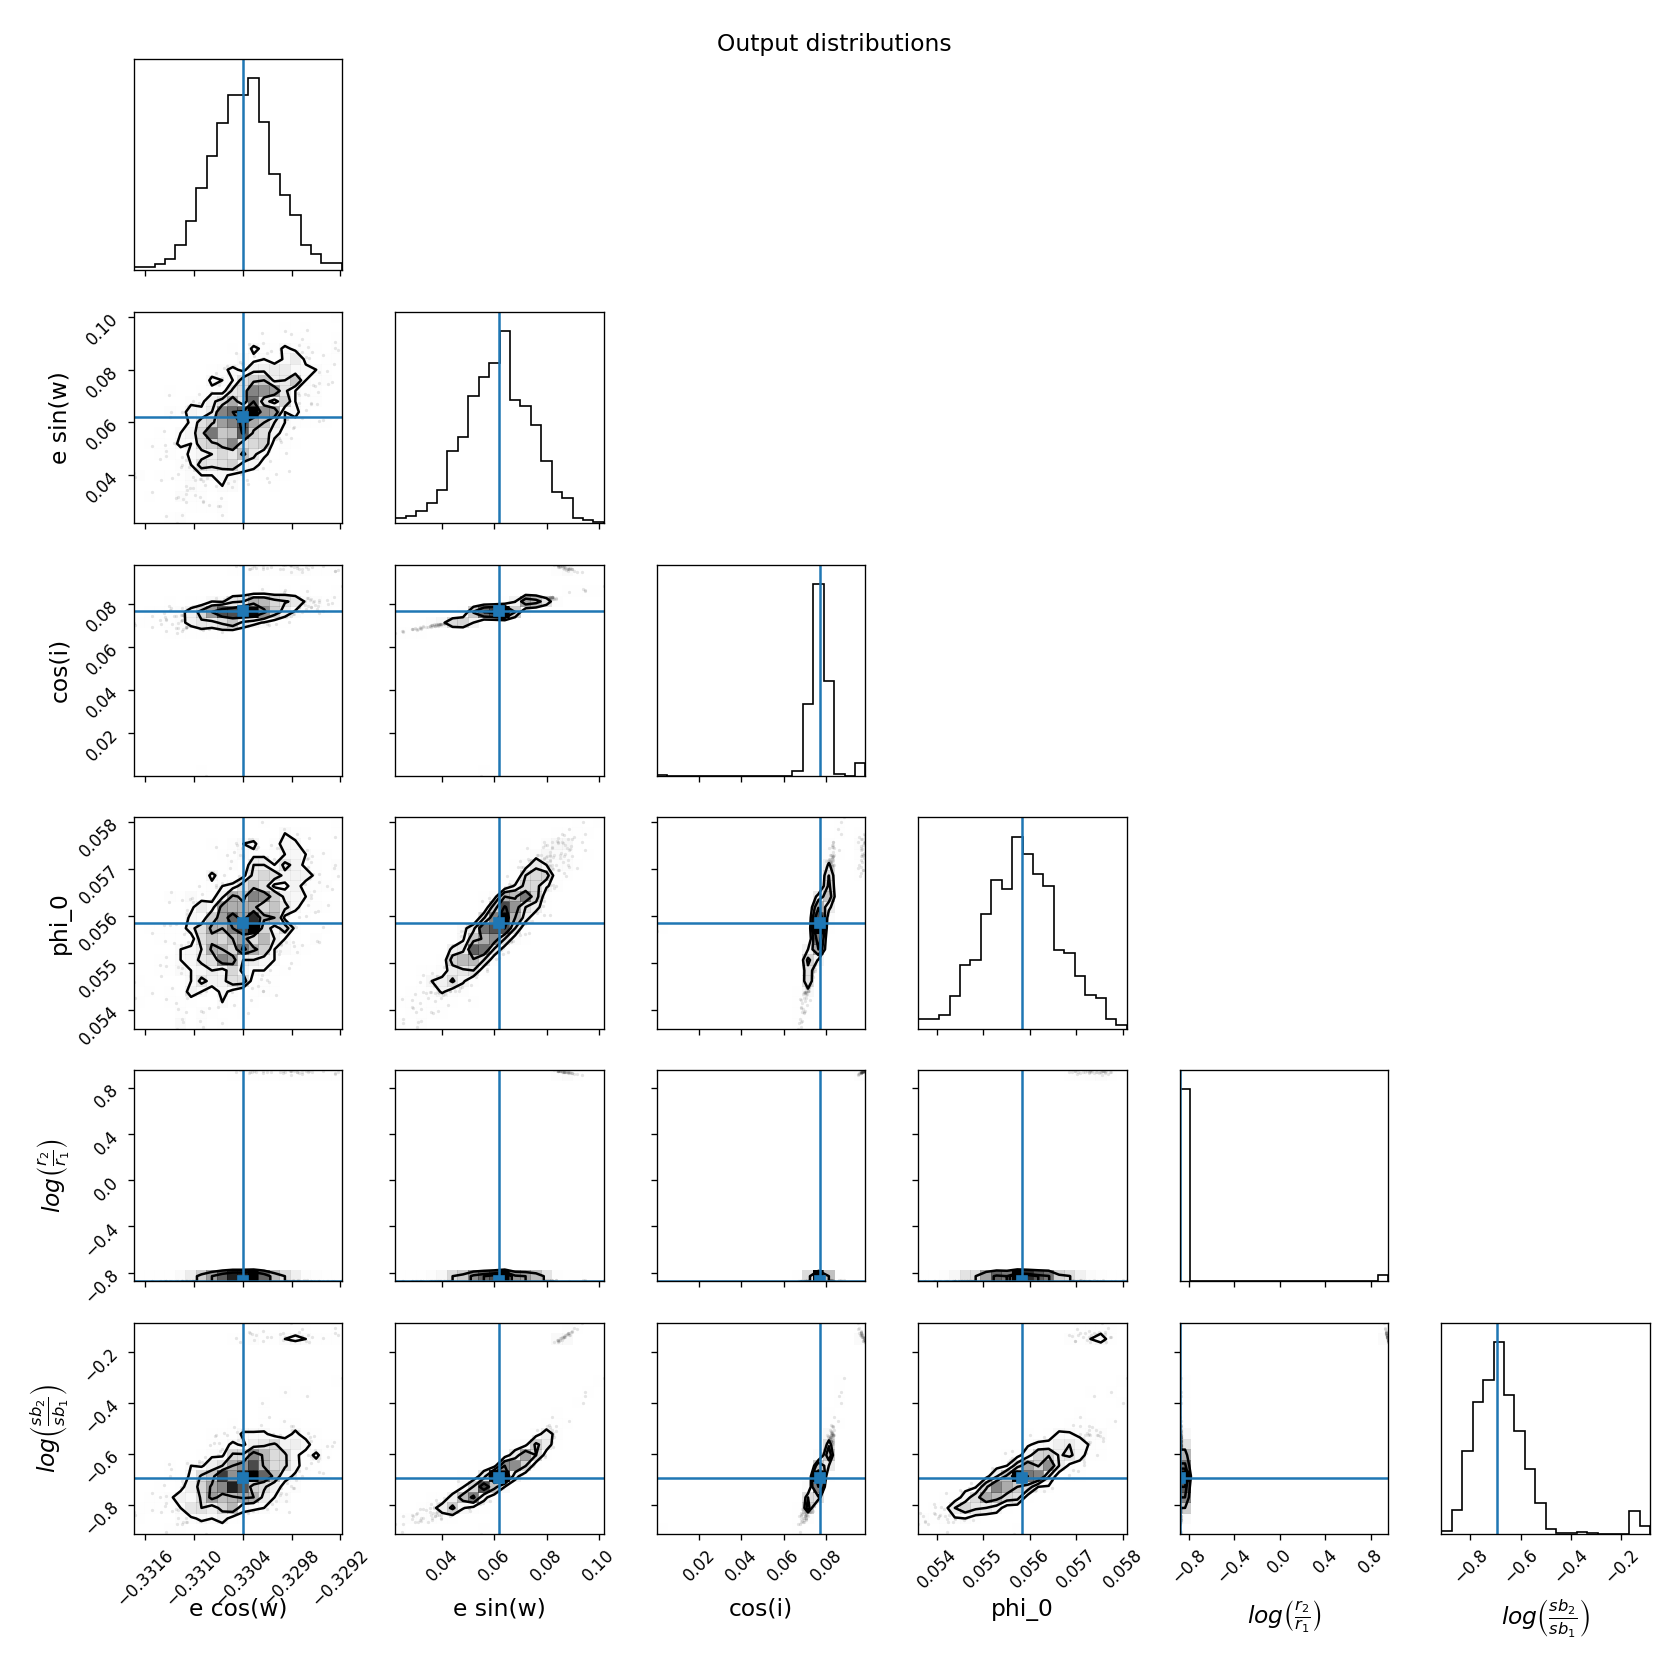 Output distributions
e sin(w)
0.10
0.08
0.06
0.04
cos(i)
0.08
0.06
0.04
0.02
phi_0
0.058
0.057
0.056
0.055
0.054
log(r₂/r₁)
0.8
0.4
0.0
−0.4
−0.8
log(sb₂/sb₁)
−0.2
−0.4
−0.6
−0.8
−0.3316 −0.3310 −0.3304 −0.3298 −0.3292 0.04 0.06 0.08 0.10 0.02 0.04 0.06 0.08 0.054 0.055 0.056 0.057 0.058 −0.8 −0.4 0.0 0.4 0.8 −0.8 −0.6 −0.4 −0.2
e cos(w) e sin(w) cos(i) phi_0 log(r₂/r₁) log(sb₂/sb₁)